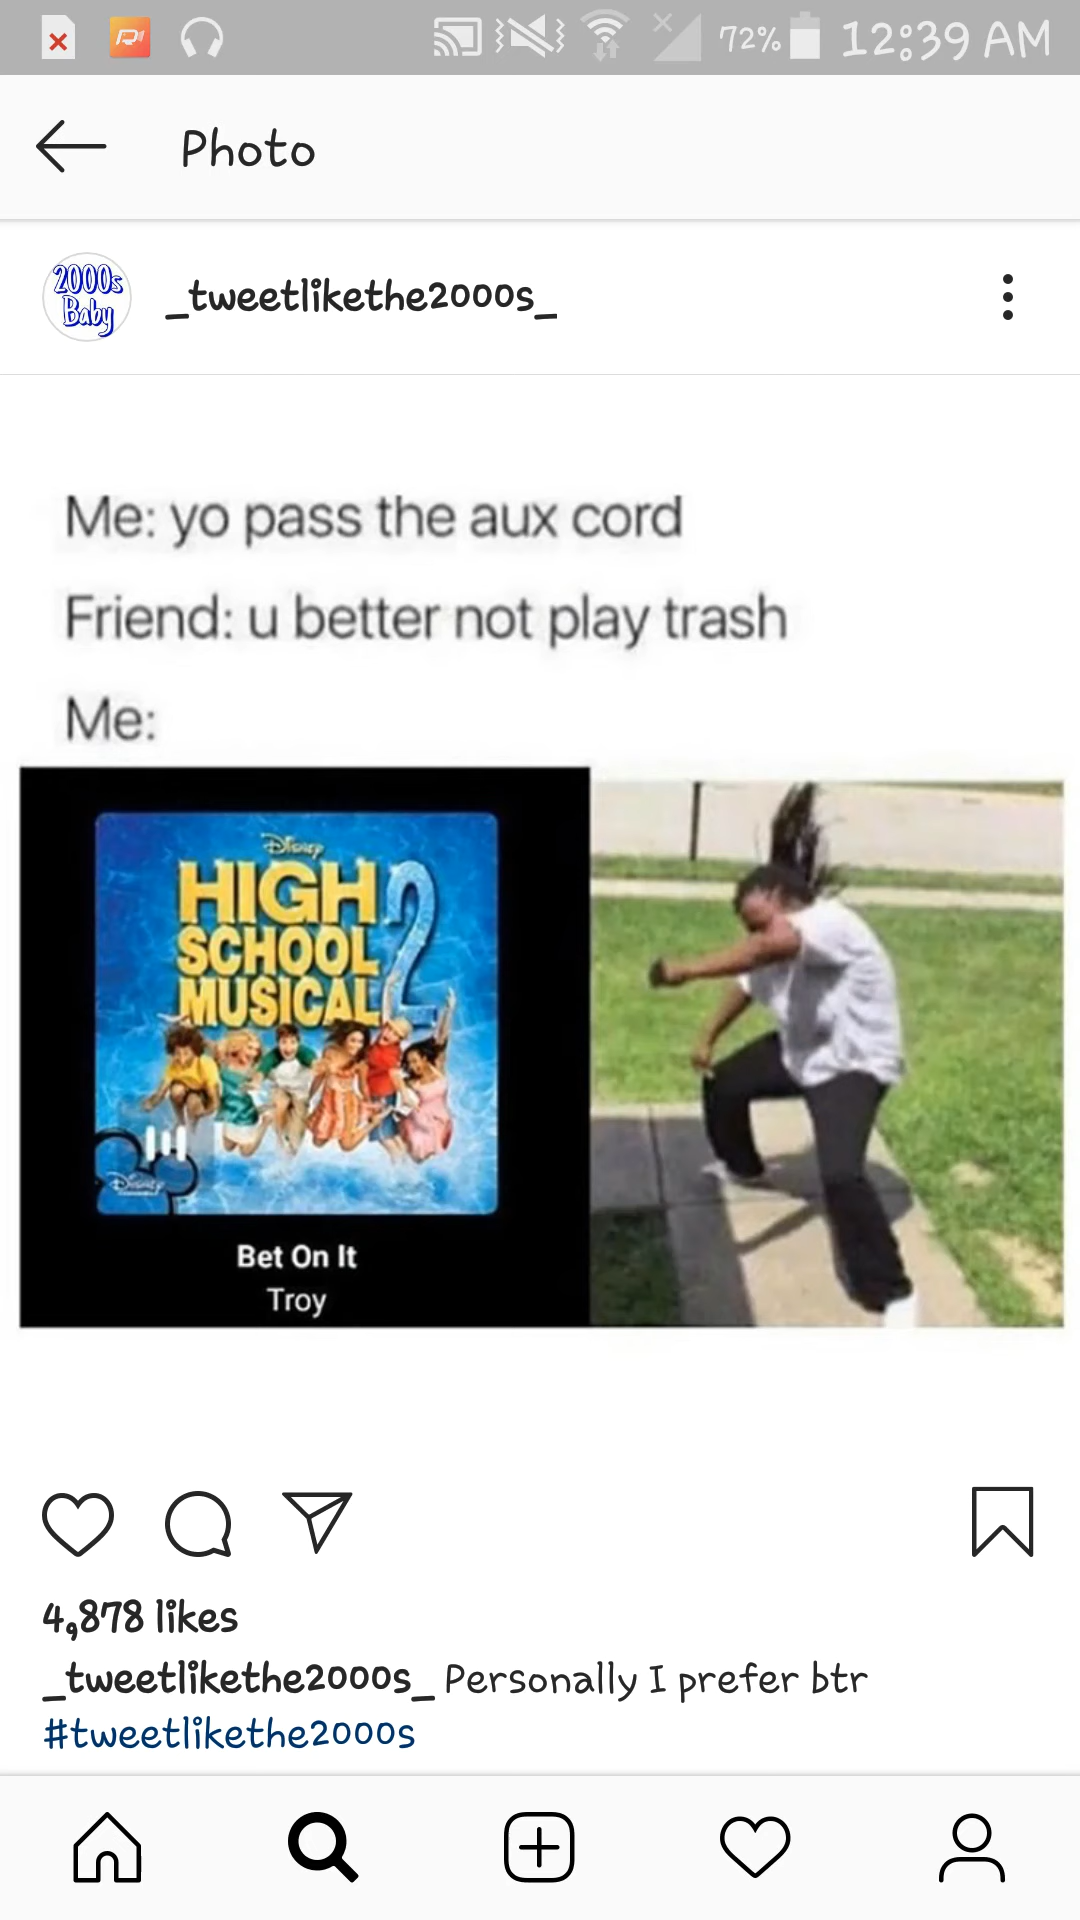 72% 12:39 AM
Photo
2000s
Baby
_tweetlikethe2000s_
Me: yo pass the aux cord
Friend: u better not play trash
Me:
Disney
HIGH
SCHOOL
MUSICAL 2
Disney
Bet On It
Troy
4,878 likes
_tweetlikethe2000s_ Personally I prefer btr
#tweetlikethe2000s